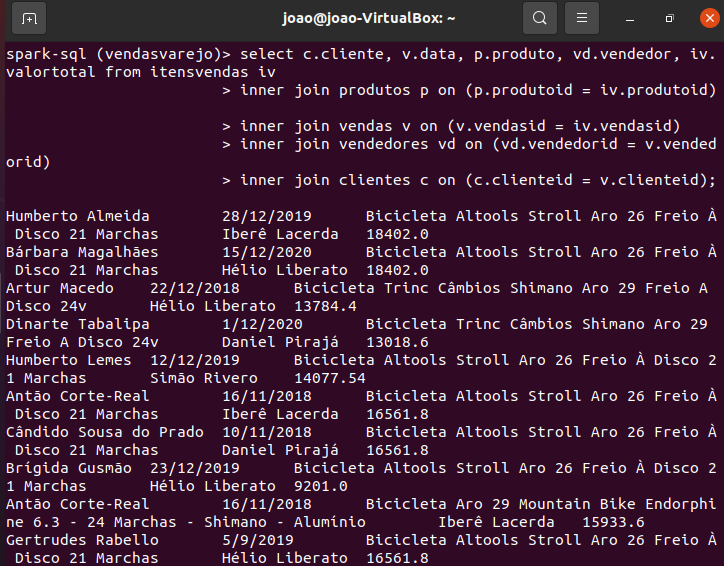 joao@joao-VirtualBox: ~
spark-sql (vendasvarejo)> select c.cliente, v.data, p.produto, vd.vendedor, iv.
valortotal from itensvendas iv
> inner join produtos p on (p.produtoid = iv.produtoid)
> inner join vendas v on (v.vendasid = iv.vendasid)
> inner join vendedores vd on (vd.vendedorid = v.vended
orid)
> inner join clientes c on (c.clienteid = v.clienteid);
Humberto Almeida 28/12/2019 Bicicleta Altools Stroll Aro 26 Freio À
Disco 21 Marchas Iberê Lacerda 18402.0
Bárbara Magalhães 15/12/2020 Bicicleta Altools Stroll Aro 26 Freio À
Disco 21 Marchas Hélio Liberato 18402.0
Artur Macedo 22/12/2018 Bicicleta Trinc Câmbios Shimano Aro 29 Freio A
Disco 24v Hélio Liberato 13784.4
Dinarte Tabalipa 1/12/2020 Bicicleta Trinc Câmbios Shimano Aro 29
Freio A Disco 24v Daniel Pirajá 13018.6
Humberto Lemes 12/12/2019 Bicicleta Altools Stroll Aro 26 Freio À Disco 2
1 Marchas Simão Rivero 14077.54
Antão Corte-Real 16/11/2018 Bicicleta Altools Stroll Aro 26 Freio À
Disco 21 Marchas Iberê Lacerda 16561.8
Cândido Sousa do Prado 10/11/2018 Bicicleta Altools Stroll Aro 26 Freio À
Disco 21 Marchas Daniel Pirajá 16561.8
Brígida Gusmão 23/12/2019 Bicicleta Altools Stroll Aro 26 Freio À Disco 2
1 Marchas Hélio Liberato 9201.0
Antão Corte-Real 16/11/2018 Bicicleta Aro 29 Mountain Bike Endorphi
ne 6.3 - 24 Marchas - Shimano - Alumínio Iberê Lacerda 15933.6
Gertrudes Rabello 5/9/2019 Bicicleta Altools Stroll Aro 26 Freio À
Disco 21 Marchas Hélio Liberato 16561.8